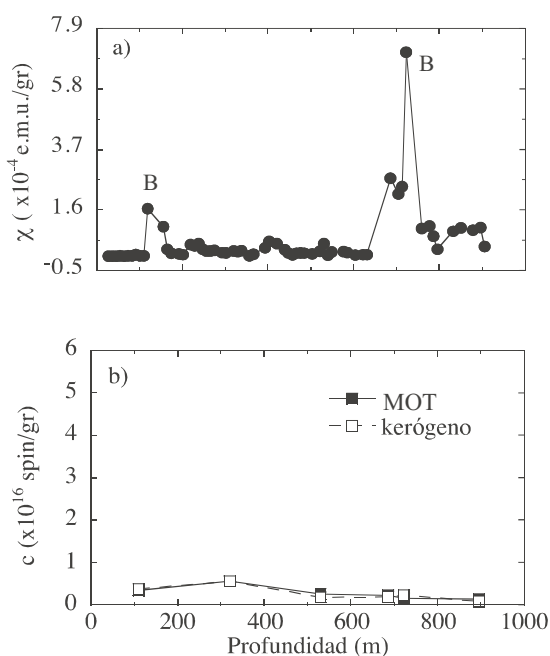 7.9
a)
5.8
B
3.7
B
1.6
-0.5
χ ( x10⁻⁴ e.m.u./gr)
6
b)
5
MOT
4
kerógeno
3
2
1
0
c (x10¹⁶ spin/gr)
0 200 400 600 800 1000
Profundidad (m)